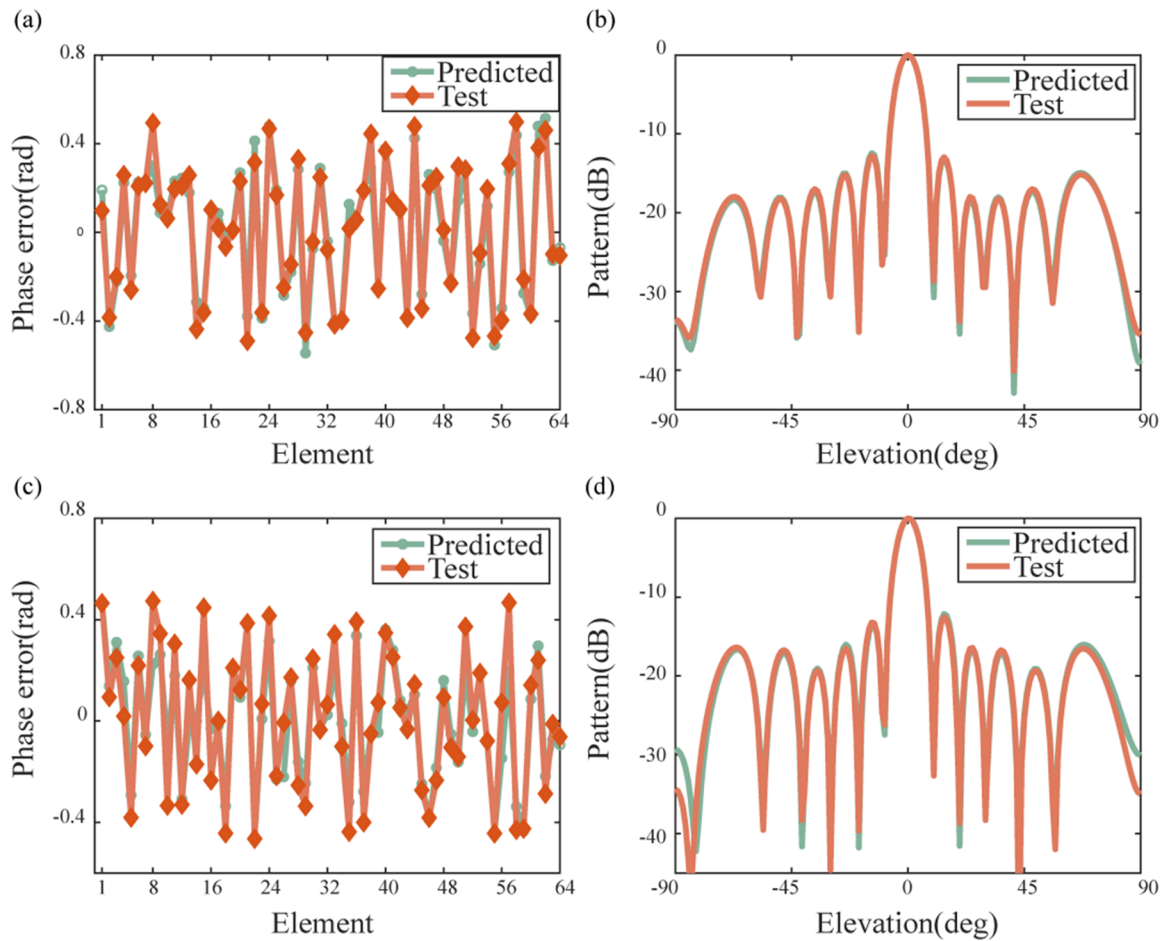 (a)
0.8
0.4
0
-0.4
-0.8
Phase error(rad)
Predicted
Test
1 8 16 24 32 40 48 56 64
Element
(b)
0
-10
-20
-30
-40
Pattern(dB)
Predicted
Test
-90 -45 0 45 90
Elevation(deg)
(c)
0.8
0.4
0
-0.4
Phase error(rad)
Predicted
Test
1 8 16 24 32 40 48 56 64
Element
(d)
0
-10
-20
-30
-40
Pattern(dB)
Predicted
Test
-90 -45 0 45 90
Elevation(deg)